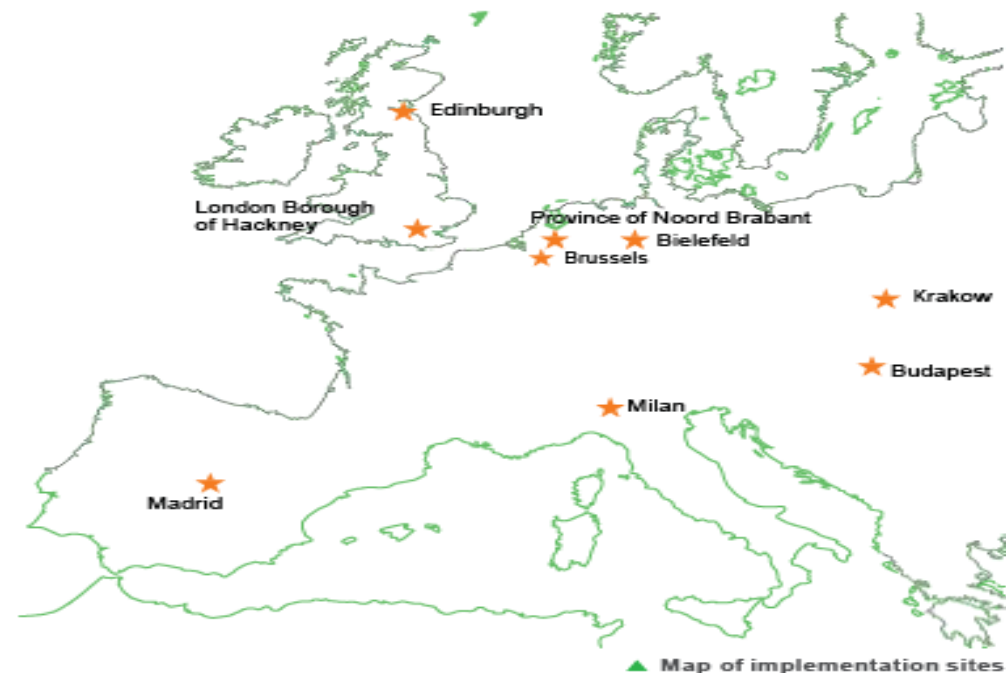 Edinburgh
London Borough
of Hackney
Province of Noord Brabant
Bielefeld
Brussels
Krakow
Budapest
Milan
Madrid
Map of implementation sites